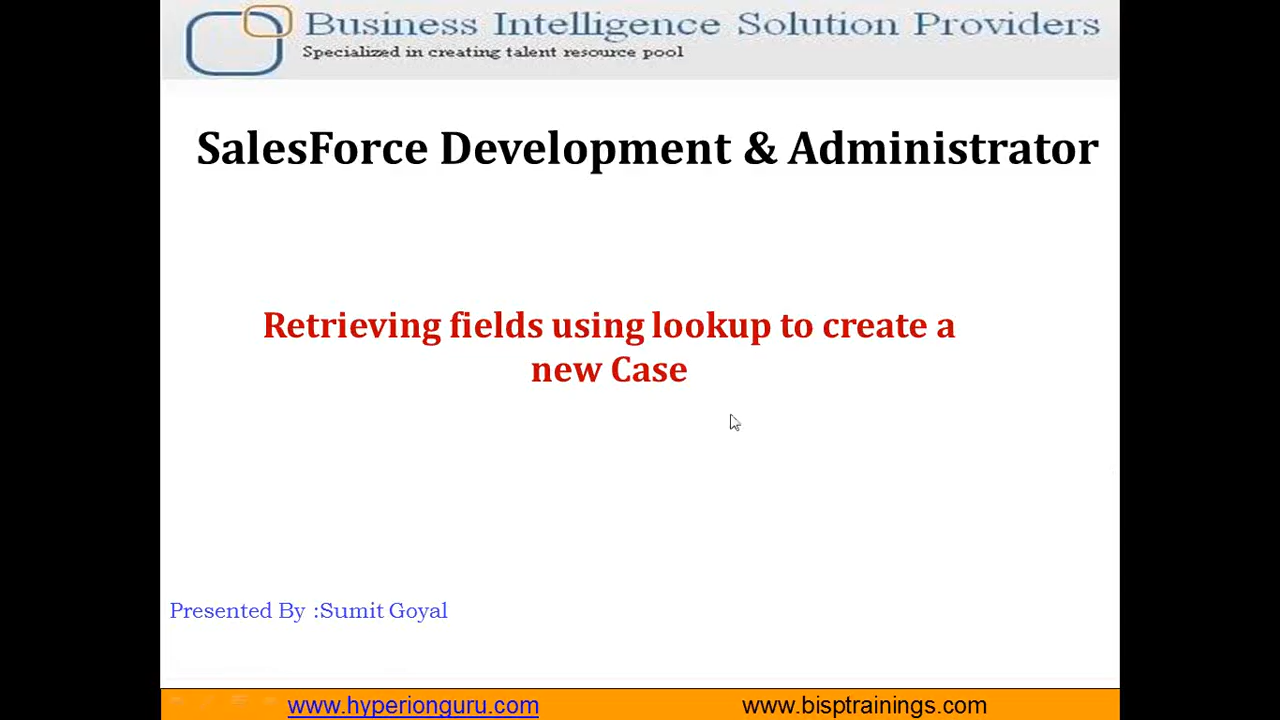 Business Intelligence Solution Providers
Specialized in creating talent resource pool
SalesForce Development & Administrator
Retrieving fields using lookup to create a
new Case
Presented By :Sumit Goyal
www.hyperionguru.com www.bisptrainings.com